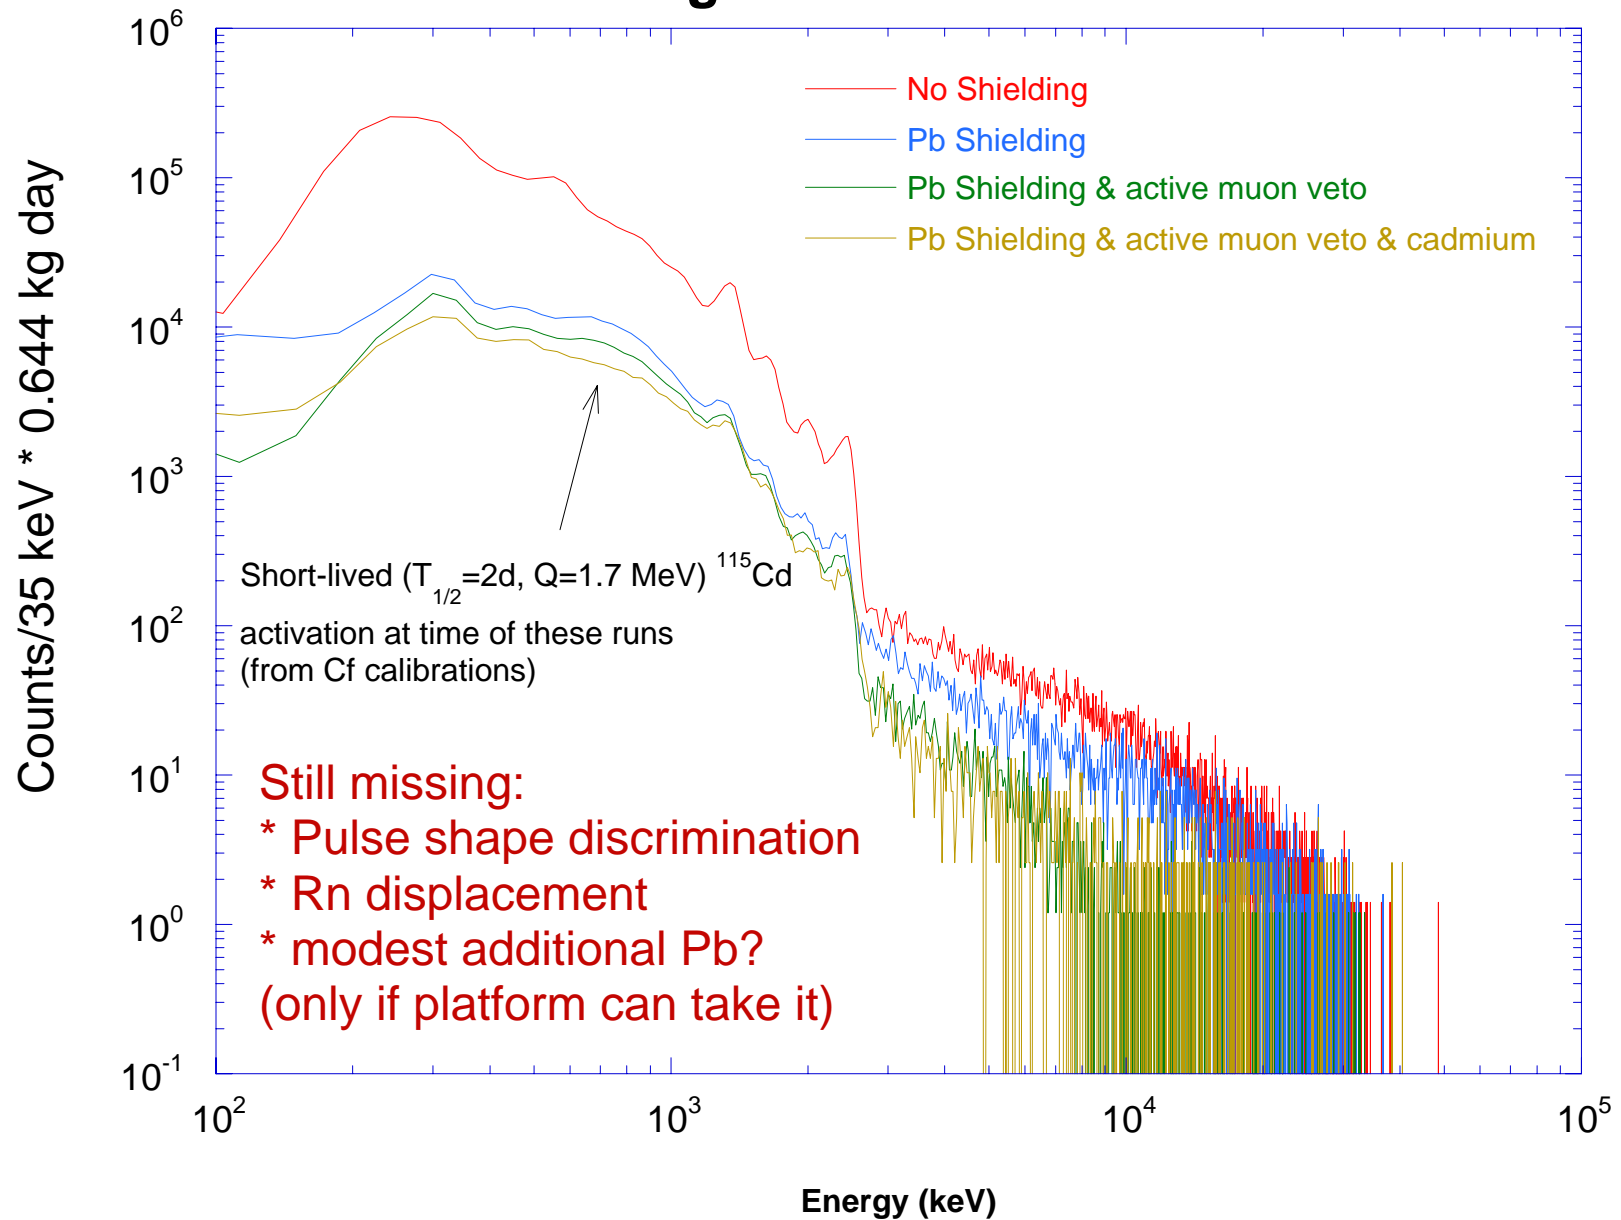 g
10^6
10^5
10^4
10^3
10^2
10^1
10^0
10^-1
Counts/35 keV * 0.644 kg day
No Shielding
Pb Shielding
Pb Shielding & active muon veto
Pb Shielding & active muon veto & cadmium
Short-lived (T_1/2=2d, Q=1.7 MeV) ^115Cd
activation at time of these runs
(from Cf calibrations)
Still missing:
* Pulse shape discrimination
* Rn displacement
* modest additional Pb?
(only if platform can take it)
10^2
10^3
10^4
10^5
Energy (keV)